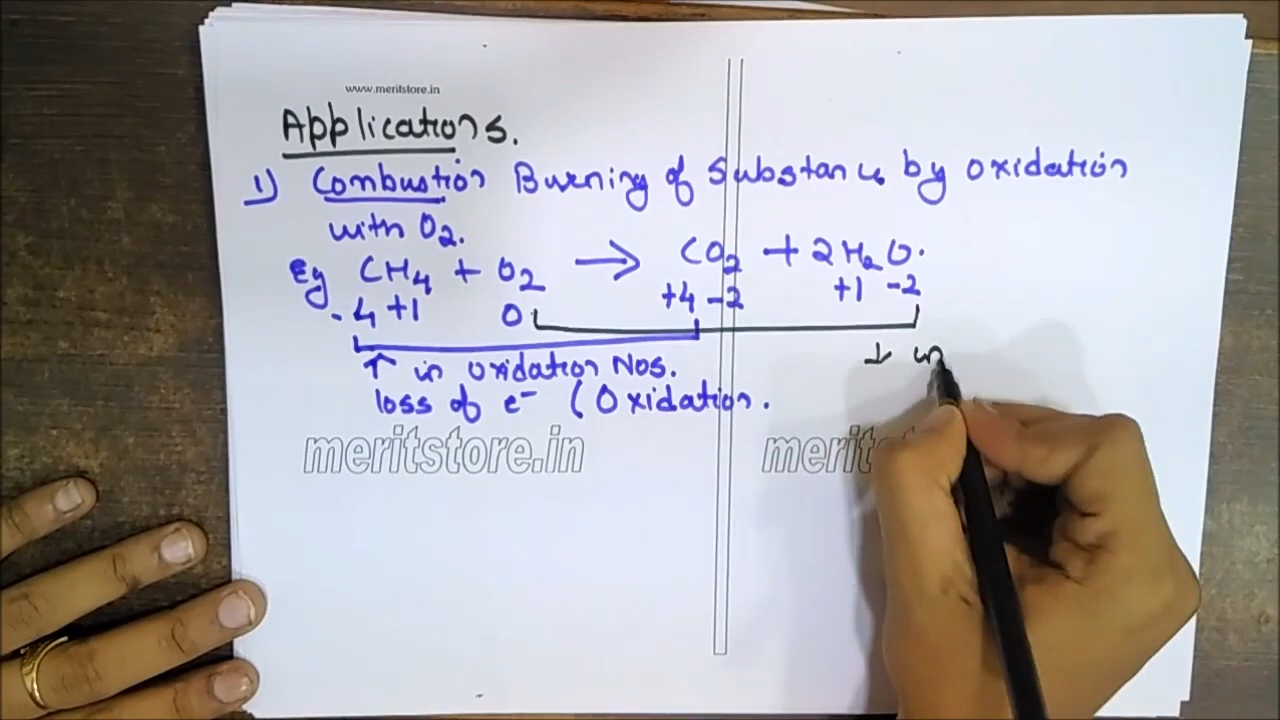 www.meritstore.in
Applications.
1) Combustion Burning of Substance by oxidation
with O2.
Eg CH4 + O2 → CO2 + 2H2O.
-4 +1 0 +4 -2 +1 -2
↑ in oxidation Nos. ↓ in
loss of e- (Oxidation.
meritstore.in merit